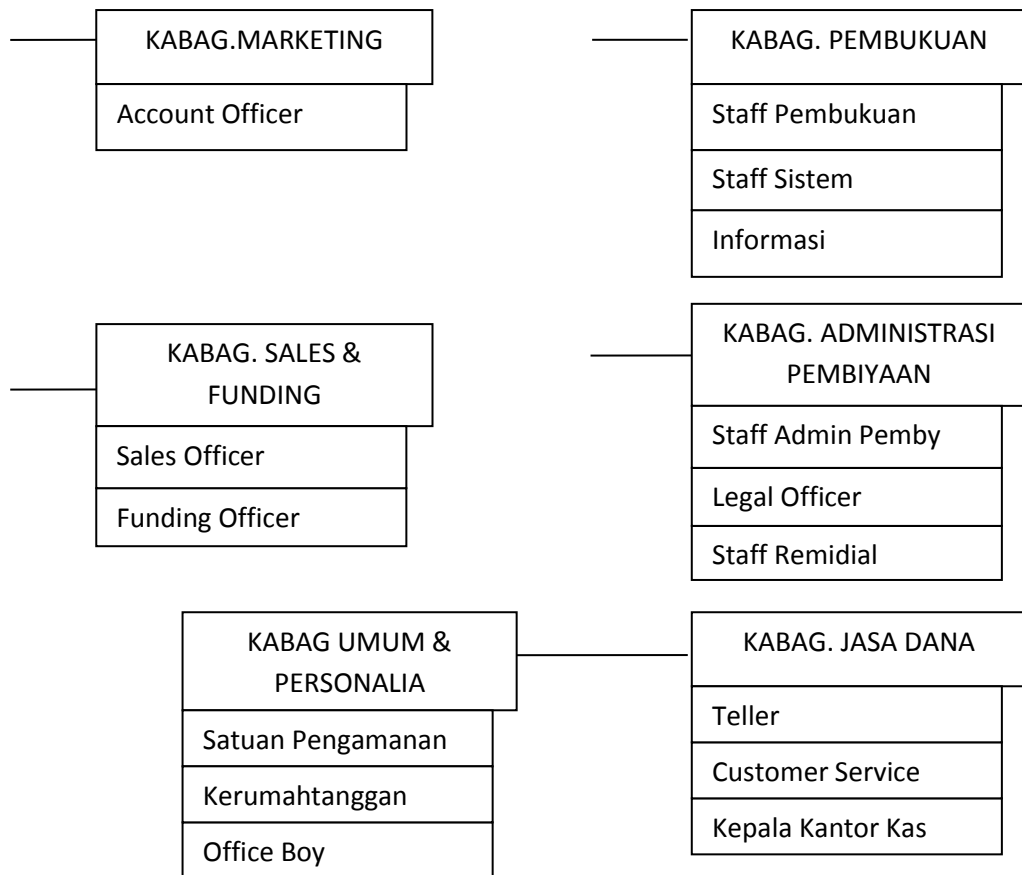 KABAG.MARKETING
Account Officer
KABAG. PEMBUKUAN
Staff Pembukuan
Staff Sistem
Informasi
KABAG. SALES &
FUNDING
Sales Officer
Funding Officer
KABAG. ADMINISTRASI
PEMBIYAAN
Staff Admin Pemby
Legal Officer
Staff Remidial
KABAG UMUM &
PERSONALIA
Satuan Pengamanan
Kerumahtanggan
Office Boy
KABAG. JASA DANA
Teller
Customer Service
Kepala Kantor Kas